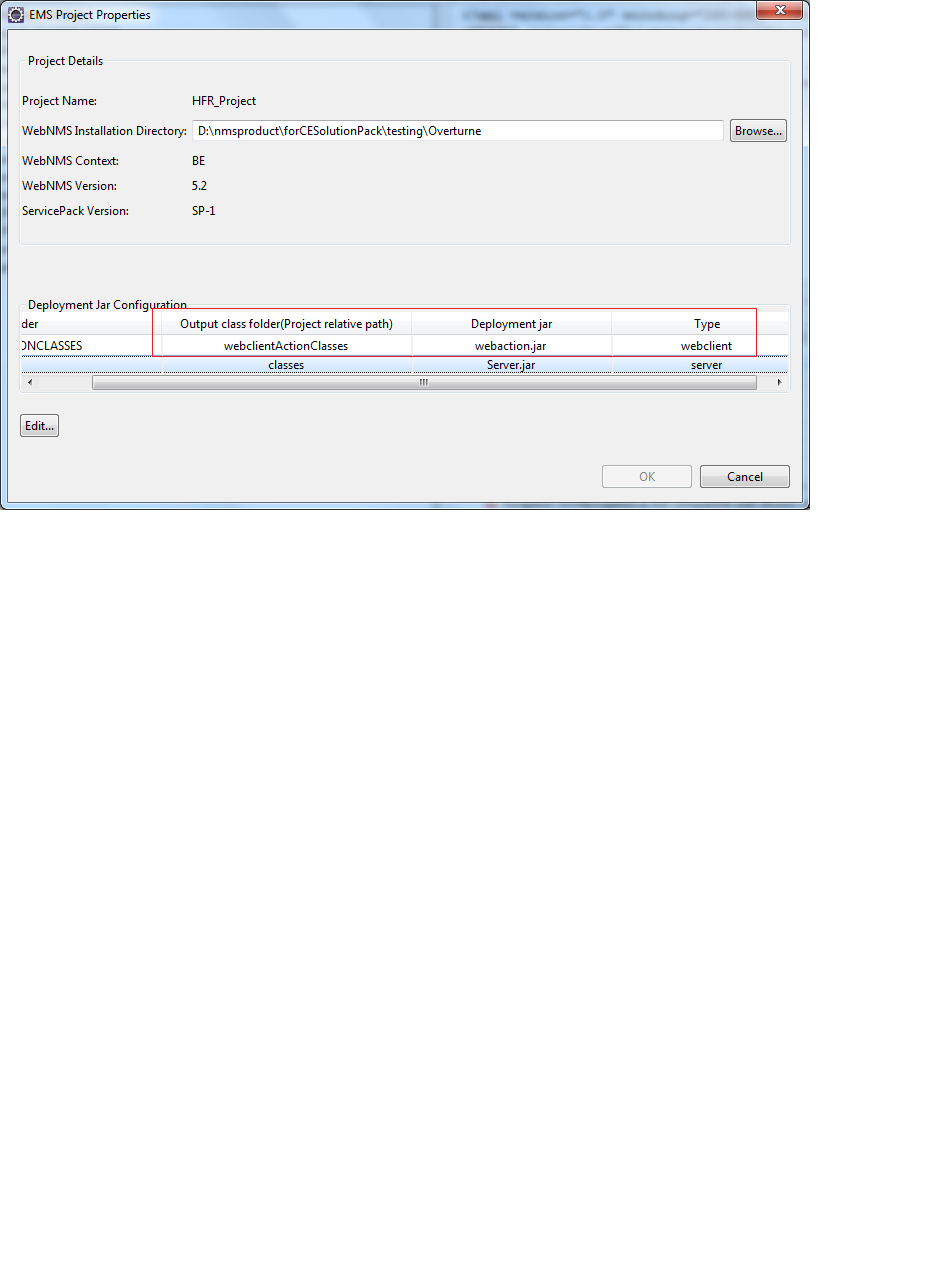 EMS Project Properties
Project Details
Project Name: HFR_Project
WebNMS Installation Directory: D:\nmsproduct\forCESolutionPack\testing\Overturne Browse...
WebNMS Context: BE
WebNMS Version: 5.2
ServicePack Version: SP-1
Deployment Jar Configuration
der Output class folder(Project relative path) Deployment jar Type
ONCLASSES webclientActionClasses webaction.jar webclient
classes Server.jar server
Edit...
OK Cancel